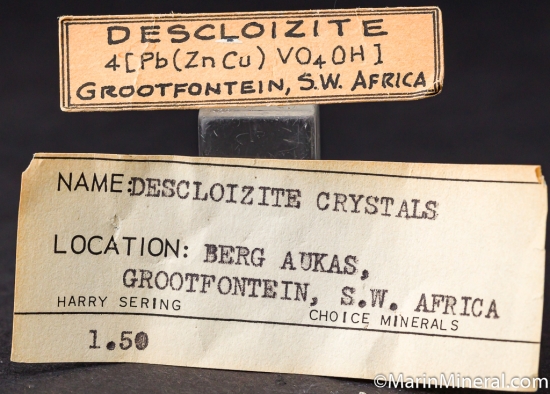 DESCLOIZITE
4[Pb(ZnCu) VO4OH]
GROOTFONTEIN, S.W. AFRICA
NAME: DESCLOIZITE CRYSTALS
LOCATION: BERG AUKAS,
GROOTFONTEIN, S.W. AFRICA
HARRY SERING CHOICE MINERALS
1.50
©MarinMineral.com